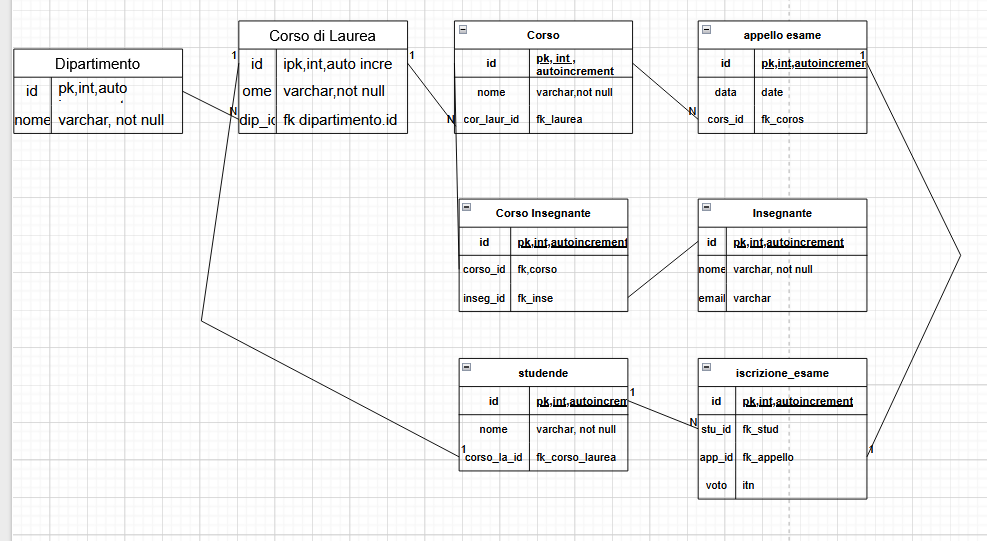 Dipartimento
id pk,int,auto
nome varchar, not null
Corso di Laurea
1 id ipk,int,auto incre 1
ome varchar,not null
N dip_id fk dipartimento.id
Corso
id pk, int ,
autoincrement
nome varchar,not null
N cor_laur_id fk_laurea
appello esame
1
id pk,int,autoincremen
data date
N cors_id fk_coros
Corso Insegnante
id pk,int,autoincrement
corso_id fk,corso
inseg_id fk_inse
Insegnante
id pk,int,autoincrement
nome varchar, not null
email varchar
studende
id pk,int,autoincrem 1
nome varchar, not null
1 corso_la_id fk_corso_laurea
iscrizione_esame
id pk,int,autoincrement
N stu_id fk_stud
app_id fk_appello 1
voto itn